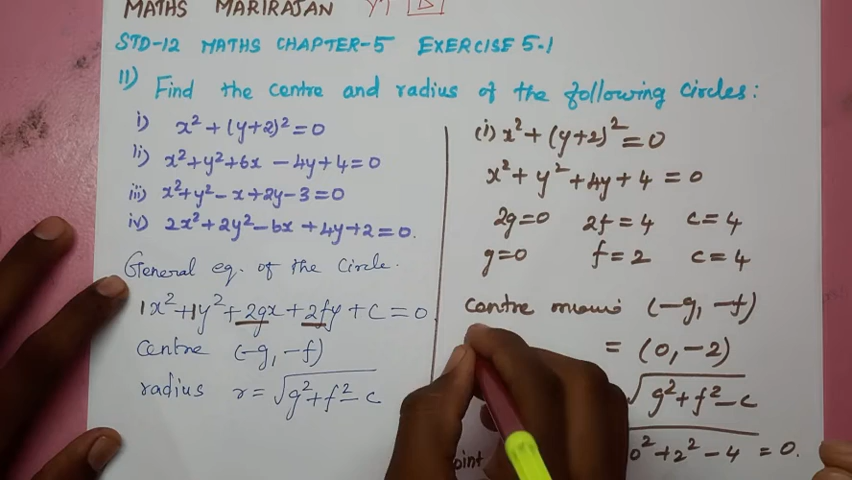 MATHS MARIRAJAN
STD-12 MATHS CHAPTER-5 EXERCISE 5.1
11) Find the centre and radius of the following circles:
i) x² + (y+2)² = 0
ii) x² + y² + 6x - 4y + 4 = 0
iii) x² + y² - x + 2y - 3 = 0
iv) 2x² + 2y² - 6x + 4y + 2 = 0.
General eq. of the Circle.
1x² + 1y² + 2gx + 2fy + c = 0
Centre (-g, -f)
radius r = √g² + f² - c
(i) x² + (y+2)² = 0
x² + y² + 4y + 4 = 0
2g = 0 2f = 4 c = 4
g = 0 f = 2 c = 4
centre (-g, -f)
= (0, -2)
√g² + f² - c
0² + 2² - 4 = 0.
oint